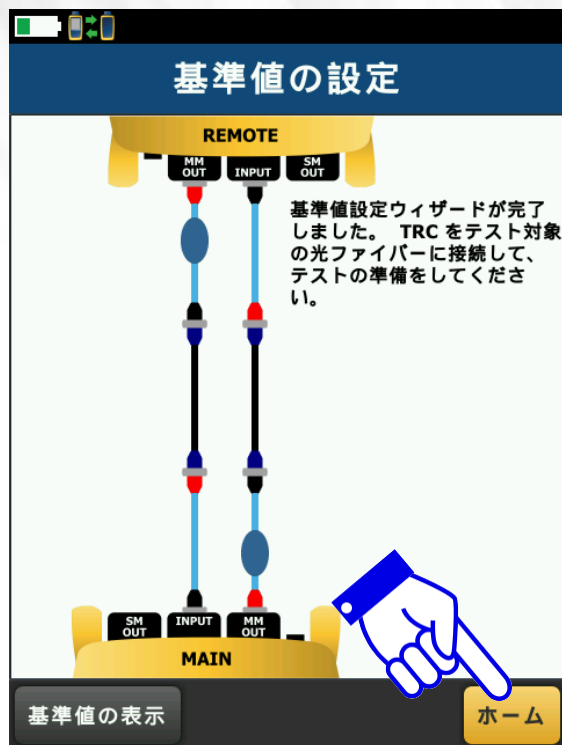 基準値の設定
REMOTE
MM
OUT
INPUT
SM
OUT
基準値設定ウィザードが完了
しました。 TRC をテスト対象
の光ファイバーに接続して、
テストの準備をしてくださ
い。
SM
OUT
INPUT
MM
OUT
MAIN
基準値の表示
ホーム